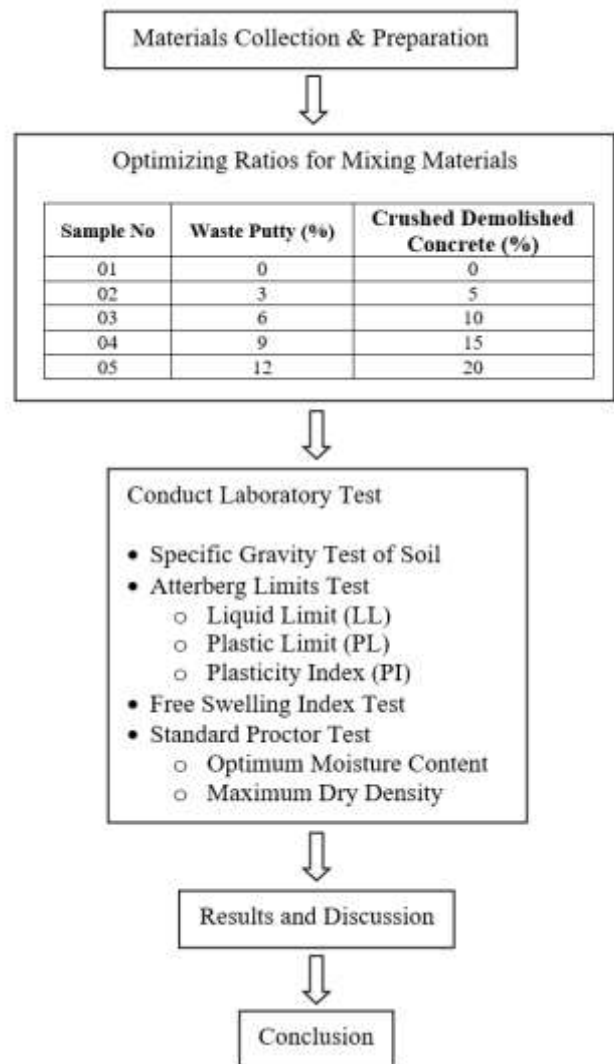 Materials Collection & Preparation
Optimizing Ratios for Mixing Materials
Sample No Waste Putty (%) Crushed Demolished
Concrete (%)
01 0 0
02 3 5
03 6 10
04 9 15
05 12 20
Conduct Laboratory Test
• Specific Gravity Test of Soil
• Atterberg Limits Test
o Liquid Limit (LL)
o Plastic Limit (PL)
o Plasticity Index (PI)
• Free Swelling Index Test
• Standard Proctor Test
o Optimum Moisture Content
o Maximum Dry Density
Results and Discussion
Conclusion